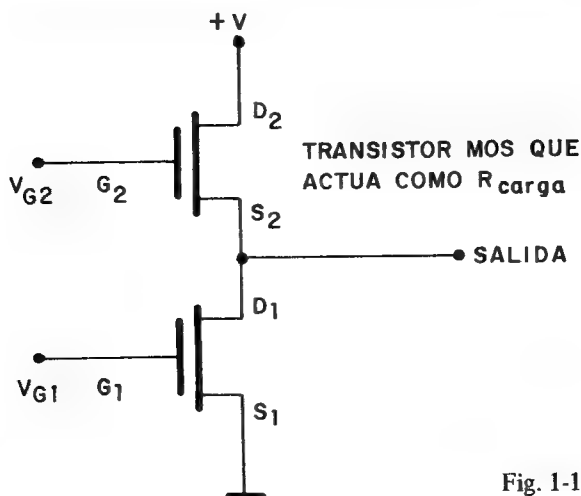 +V
D2
TRANSISTOR MOS QUE
ACTUA COMO Rcarga
VG2
G2
S2
SALIDA
D1
VG1
G1
S1
Fig. 1-1